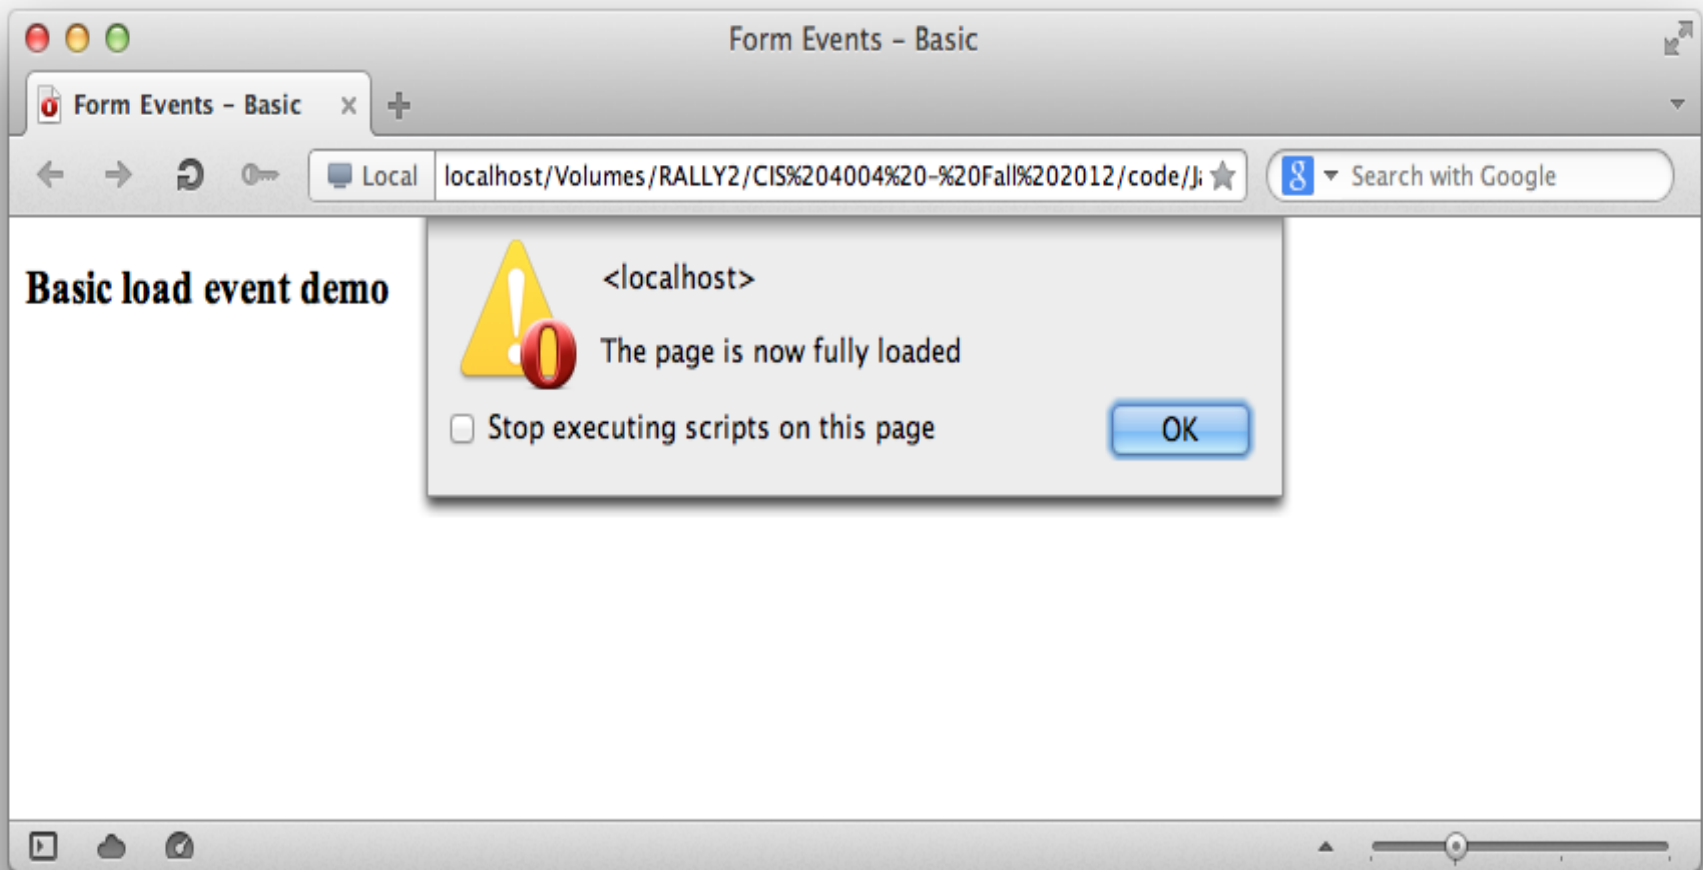 Form Events – Basic
Form Events – Basic
Local
localhost/Volumes/RALLY2/CIS%204004%20-%20Fall%202012/code/Ja
Search with Google
Basic load event demo
<localhost>
The page is now fully loaded
Stop executing scripts on this page
OK